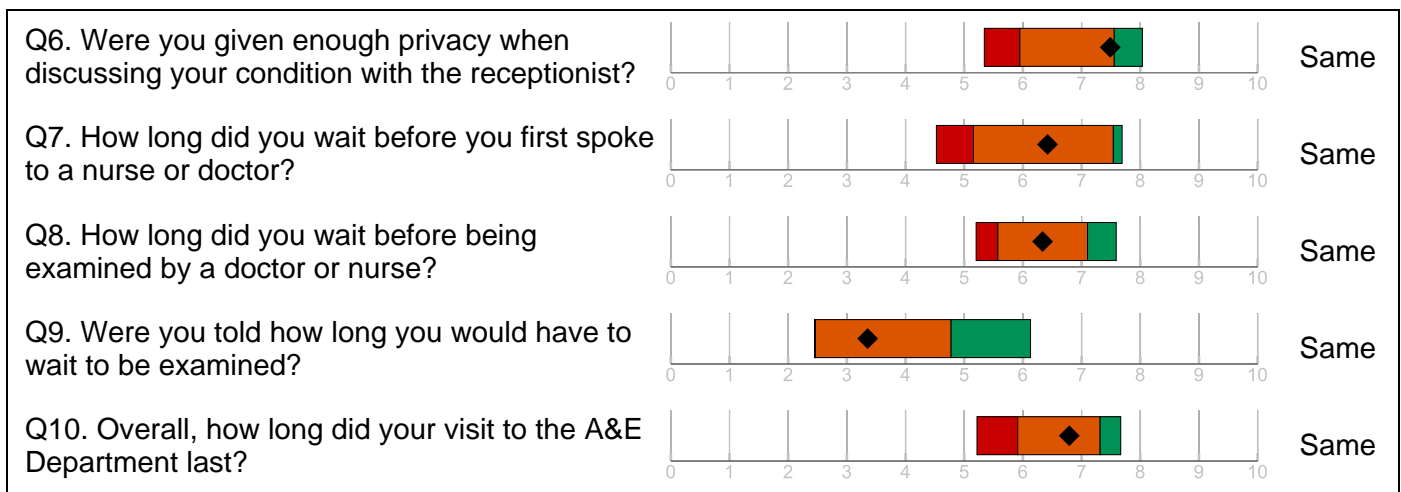 Q6. Were you given enough privacy when
discussing your condition with the receptionist?
0 1 2 3 4 5 6 7 8 9 10
Same
Q7. How long did you wait before you first spoke
to a nurse or doctor?
0 1 2 3 4 5 6 7 8 9 10
Same
Q8. How long did you wait before being
examined by a doctor or nurse?
0 1 2 3 4 5 6 7 8 9 10
Same
Q9. Were you told how long you would have to
wait to be examined?
0 1 2 3 4 5 6 7 8 9 10
Same
Q10. Overall, how long did your visit to the A&E
Department last?
0 1 2 3 4 5 6 7 8 9 10
Same